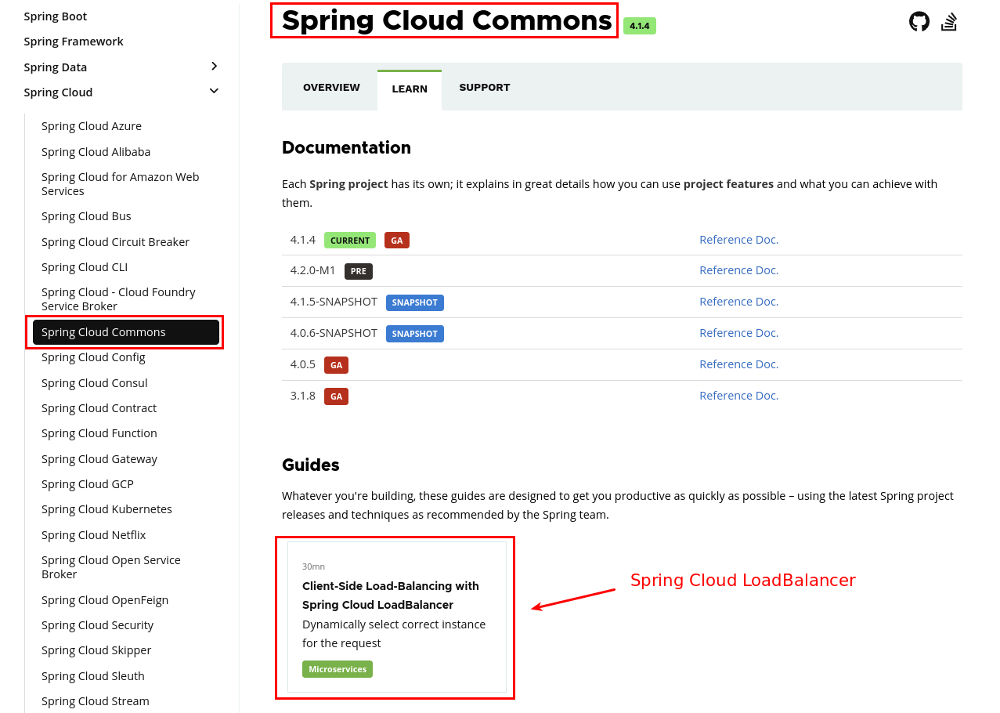 Spring Boot
Spring Framework
Spring Data
Spring Cloud
Spring Cloud Azure
Spring Cloud Alibaba
Spring Cloud for Amazon Web
Services
Spring Cloud Bus
Spring Cloud Circuit Breaker
Spring Cloud CLI
Spring Cloud - Cloud Foundry
Service Broker
Spring Cloud Commons
Spring Cloud Config
Spring Cloud Consul
Spring Cloud Contract
Spring Cloud Function
Spring Cloud Gateway
Spring Cloud GCP
Spring Cloud Kubernetes
Spring Cloud Netflix
Spring Cloud Open Service
Broker
Spring Cloud OpenFeign
Spring Cloud Security
Spring Cloud Skipper
Spring Cloud Sleuth
Spring Cloud Stream
Spring Cloud Commons 4.1.4
OVERVIEW LEARN SUPPORT
Documentation
Each Spring project has its own; it explains in great details how you can use project features and what you can achieve with
them.
4.1.4 CURRENT GA Reference Doc.
4.2.0-M1 PRE Reference Doc.
4.1.5-SNAPSHOT SNAPSHOT Reference Doc.
4.0.6-SNAPSHOT SNAPSHOT Reference Doc.
4.0.5 GA Reference Doc.
3.1.8 GA Reference Doc.
Guides
Whatever you're building, these guides are designed to get you productive as quickly as possible – using the latest Spring project
releases and techniques as recommended by the Spring team.
30mn
Client-Side Load-Balancing with
Spring Cloud LoadBalancer
Dynamically select correct instance
for the request
Microservices
Spring Cloud LoadBalancer